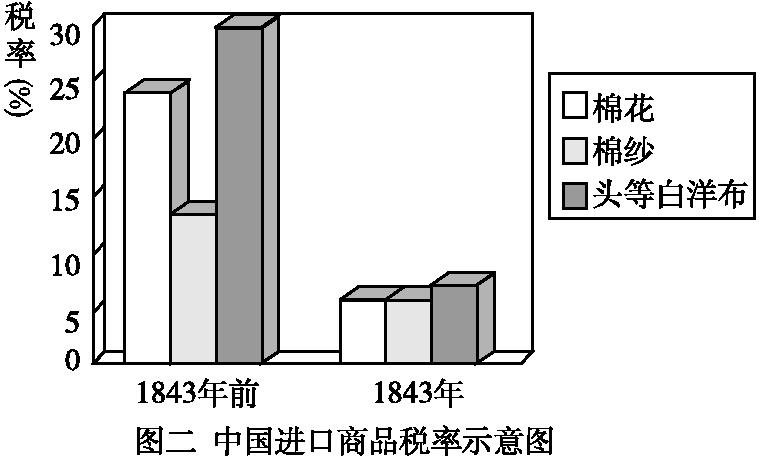 税率(%)
30
25
20
15
10
5
0
棉花
棉纱
头等白洋布
1843年前
1843年
图二 中国进口商品税率示意图